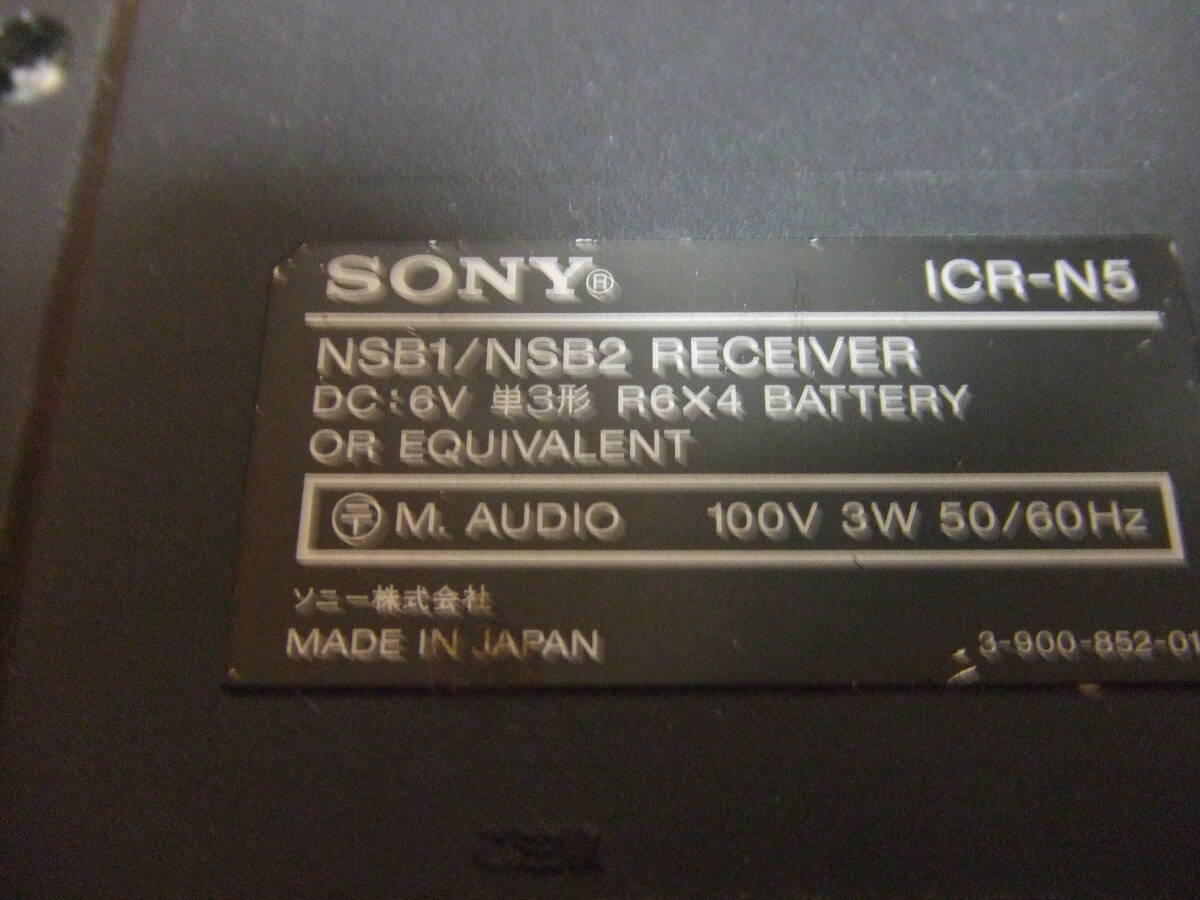 SONY® ICR-N5
NSB1/NSB2 RECEIVER
DC:6V 単3形 R6×4 BATTERY
OR EQUIVALENT
〶 M. AUDIO 100V 3W 50/60Hz
ソニー株式会社
MADE IN JAPAN 3-900-852-01